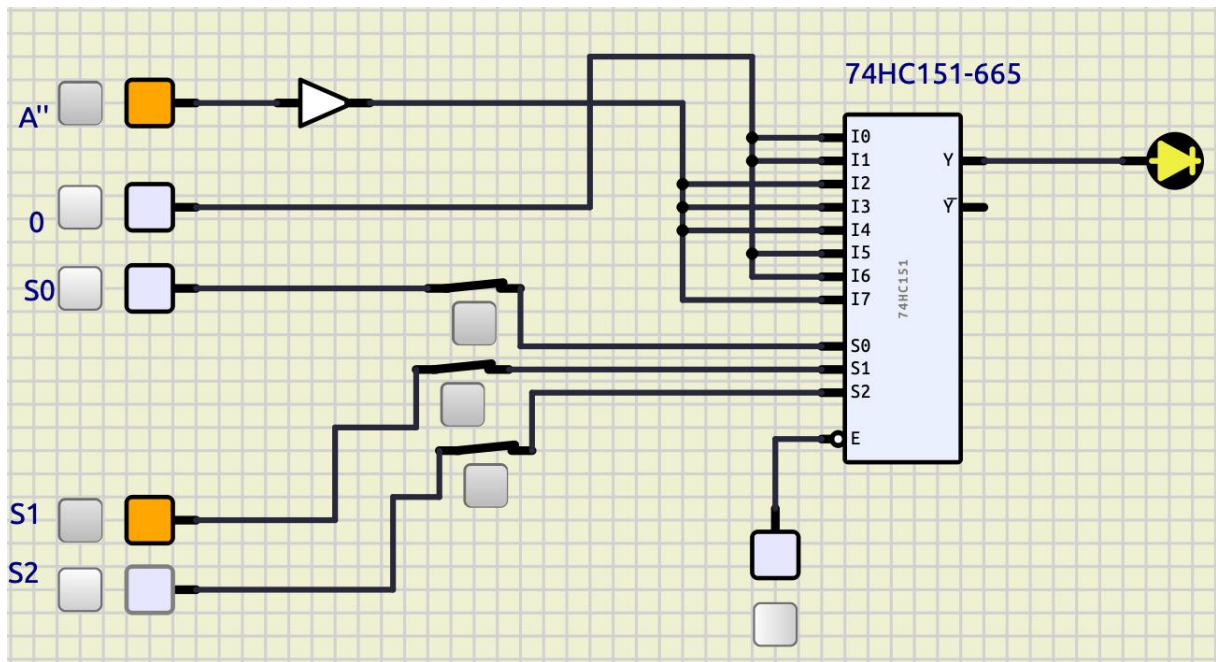 74HC151-665
A"
0
S0
S1
S2
I0
I1
I2
I3
I4
I5
I6
I7
S0
S1
S2
E
Y
Y̅
74HC151